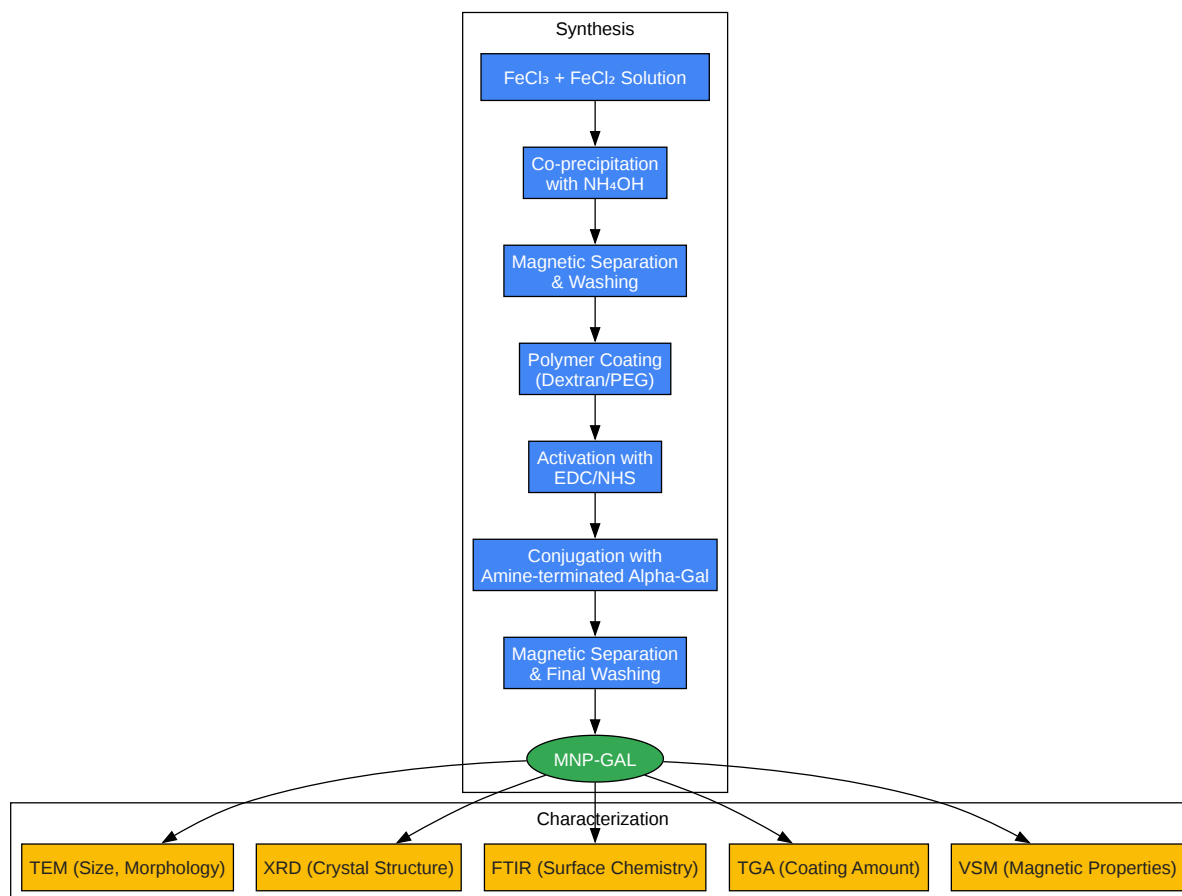 Synthesis
FeCl₃ + FeCl₂ Solution
Co-precipitation
with NH₄OH
Magnetic Separation
& Washing
Polymer Coating
(Dextran/PEG)
Activation with
EDC/NHS
Conjugation with
Amine-terminated Alpha-Gal
Magnetic Separation
& Final Washing
MNP-GAL
Characterization
TEM (Size, Morphology)
XRD (Crystal Structure)
FTIR (Surface Chemistry)
TGA (Coating Amount)
VSM (Magnetic Properties)